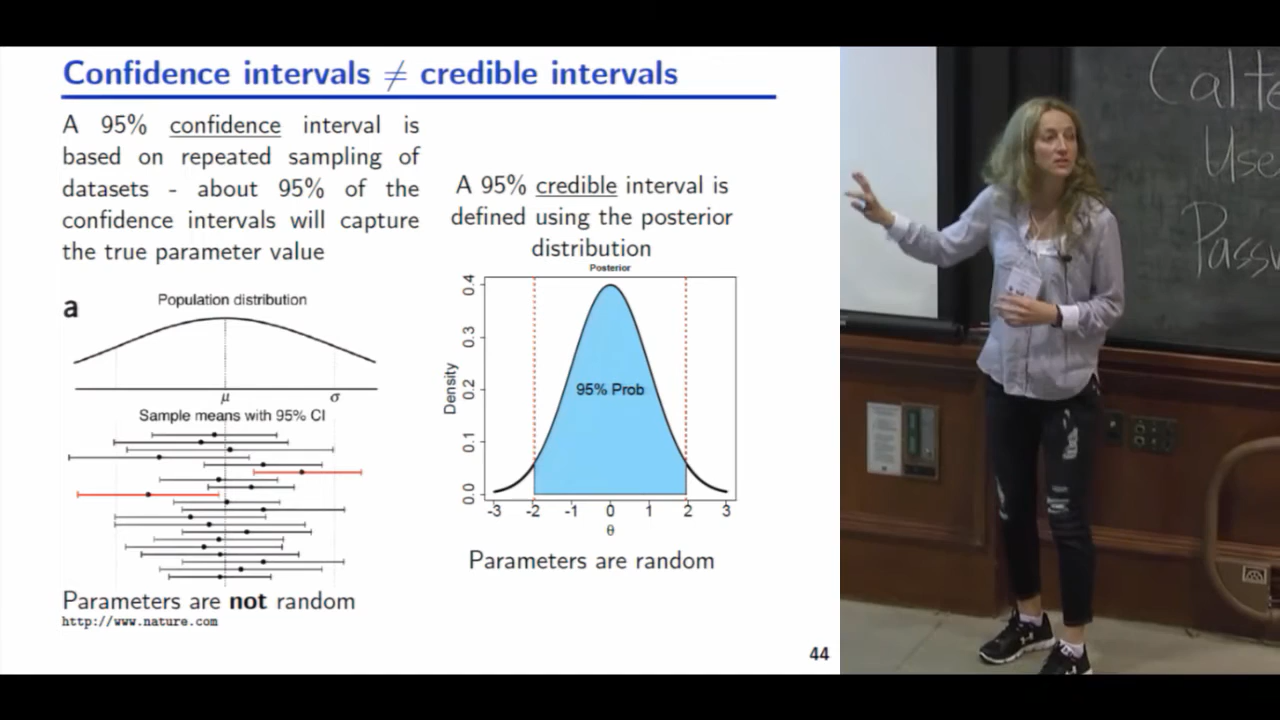 Confidence intervals ≠ credible intervals
A 95% confidence interval is
based on repeated sampling of
datasets - about 95% of the
confidence intervals will capture
the true parameter value
a
Population distribution
μ σ
Sample means with 95% CI
Parameters are not random
http://www.nature.com
A 95% credible interval is
defined using the posterior
distribution
Posterior
Density
0.4
0.3
0.2
0.1
0.0
95% Prob
-3 -2 -1 0 1 2 3
θ
Parameters are random
44